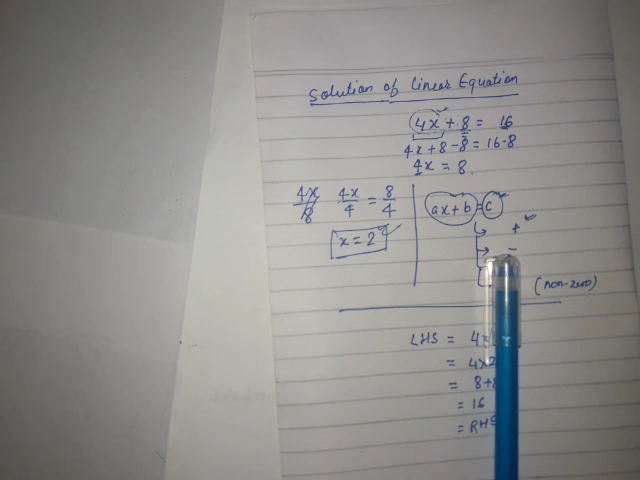 Solution of Linear Equation
4x + 8 = 16
4x + 8 - 8 = 16 - 8
4x = 8.
4x/8 4x/4 = 8/4
x = 2
ax + b = c
+
-
(non-zero)
LHS = 4x
= 4x2
= 8+8
= 16
= RHS